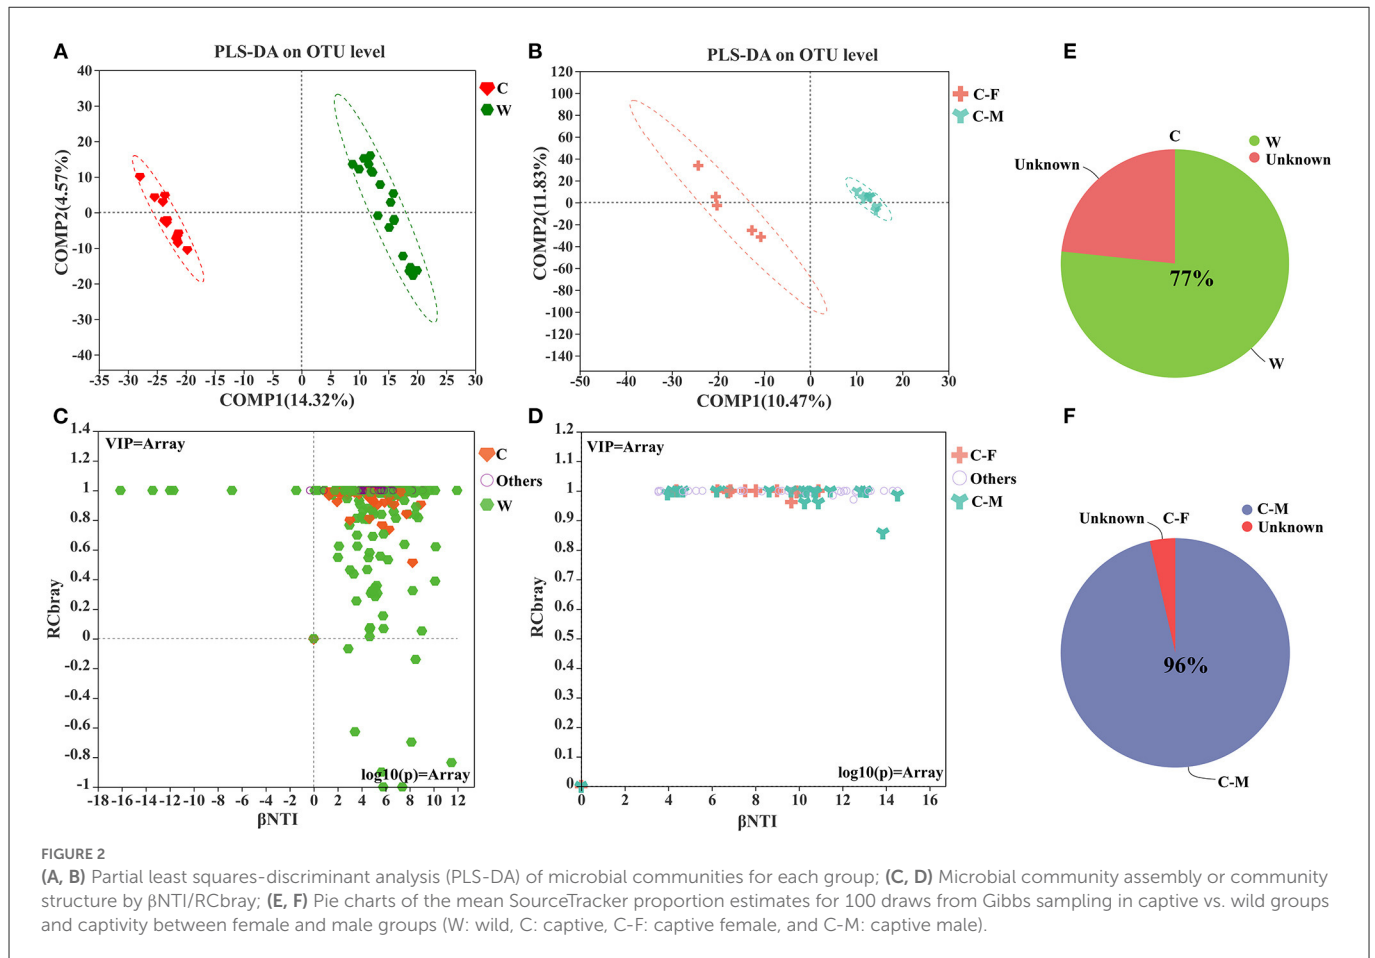 A
PLS-DA on OTU level
C
W
COMP2(4.57%)
40
30
20
10
0
-10
-20
-30
-40
-35
-25
-20
-15
-10
-5
0
5
10
15
20
25
30
COMP1(14.32%)
B
PLS-DA on OTU level
C-F
C-M
COMP2(11.83%)
120
100
80
60
40
20
0
-20
-40
-60
-80
-100
-120
-140
-50
-40
-30
-20
-10
0
10
20
30
COMP1(10.47%)
E
C
W
Unknown
Unknown
77%
W
C
VIP=Array
C
Others
W
RCbray
1.4
1.2
1
0.8
0.6
0.4
0.2
0
-0.2
-0.4
-0.6
-0.8
-1
log10(p)=Array
-18 -16 -14 -12 -10 -8 -6 -4 -2 0 2 4 6 8 10 12
βNTI
D
VIP=Array
C-F
Others
C-M
RCbray
1.2
1.1
1
0.9
0.8
0.7
0.6
0.5
0.4
0.3
0.2
0.1
0
log10(p)=Array
0 2 4 6 8 10 12 14 16
βNTI
F
C-M
Unknown
Unknown
C-F
96%
C-M
FIGURE 2
(A, B) Partial least squares-discriminant analysis (PLS-DA) of microbial communities for each group; (C, D) Microbial community assembly or community
structure by βNTI/RCbray; (E, F) Pie charts of the mean SourceTracker proportion estimates for 100 draws from Gibbs sampling in captive vs. wild groups
and captivity between female and male groups (W: wild, C: captive, C-F: captive female, and C-M: captive male).